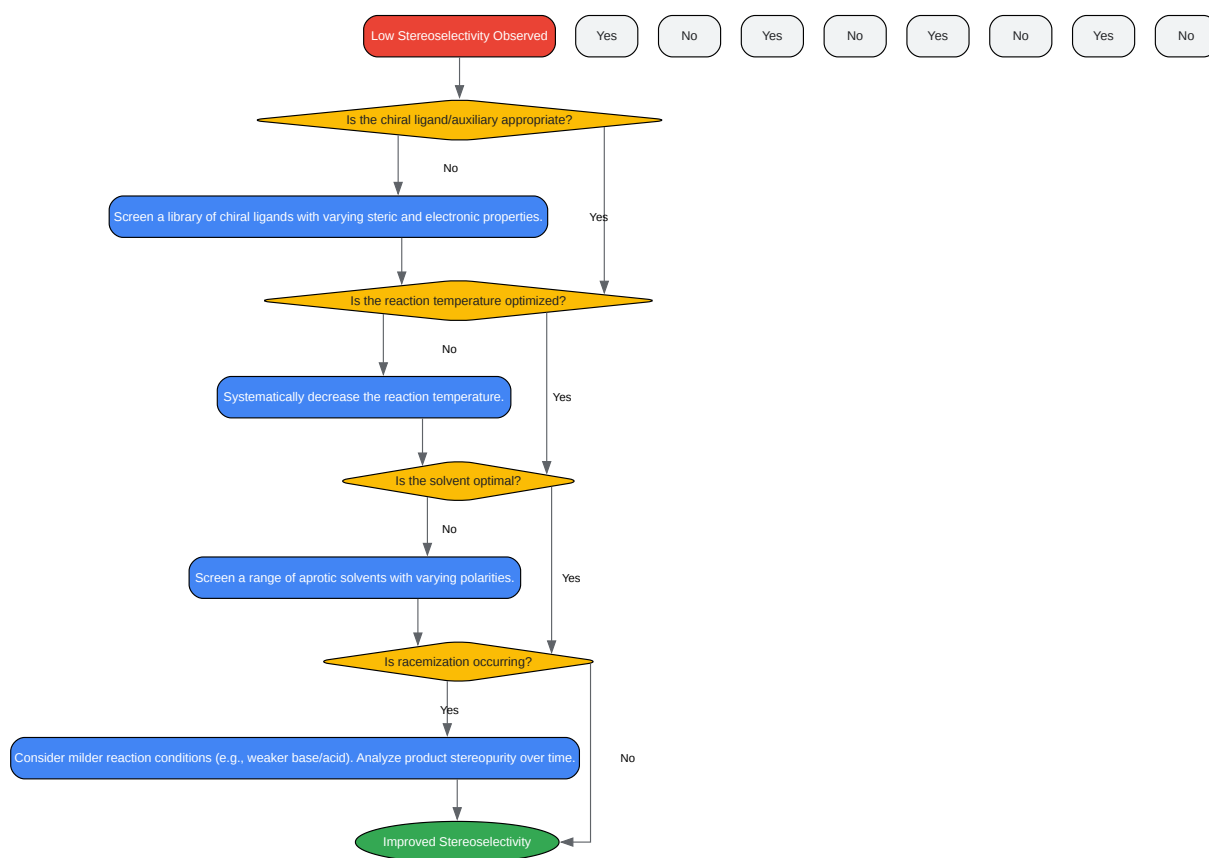 Low Stereoselectivity Observed
Yes
No
Yes
No
Yes
No
Yes
No
Is the chiral ligand/auxiliary appropriate?
No
Screen a library of chiral ligands with varying steric and electronic properties.
Yes
Is the reaction temperature optimized?
No
Systematically decrease the reaction temperature.
Yes
Is the solvent optimal?
No
Screen a range of aprotic solvents with varying polarities.
Yes
Is racemization occurring?
Yes
Consider milder reaction conditions (e.g., weaker base/acid). Analyze product stereopurity over time.
No
Improved Stereoselectivity